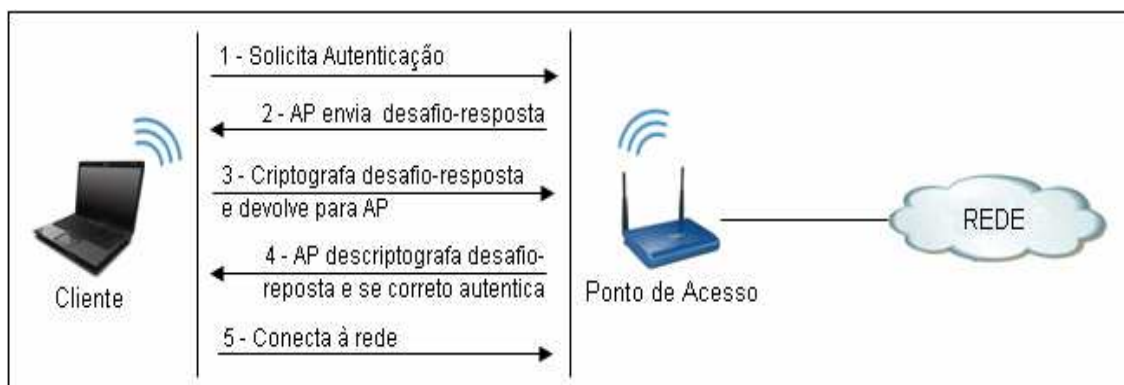 1 - Solicita Autenticação
2 - AP envia desafio-resposta
3 - Criptografa desafio-resposta
e devolve para AP
4 - AP descriptografa desafio-
reposta e se correto autentica
5 - Conecta à rede
Cliente
Ponto de Acesso
REDE